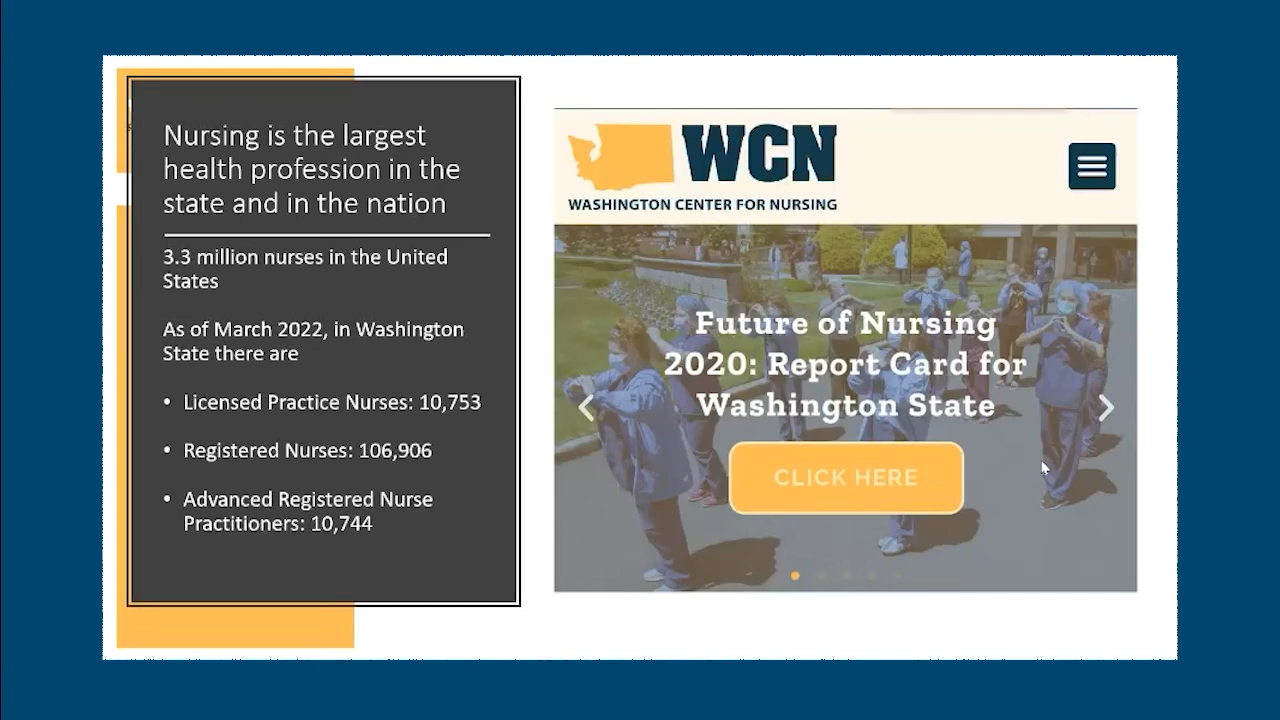 Nursing is the largest
health profession in the
state and in the nation
3.3 million nurses in the United
States
As of March 2022, in Washington
State there are
• Licensed Practice Nurses: 10,753
• Registered Nurses: 106,906
• Advanced Registered Nurse
Practitioners: 10,744
WCN
WASHINGTON CENTER FOR NURSING
Future of Nursing
2020: Report Card for
Washington State
CLICK HERE